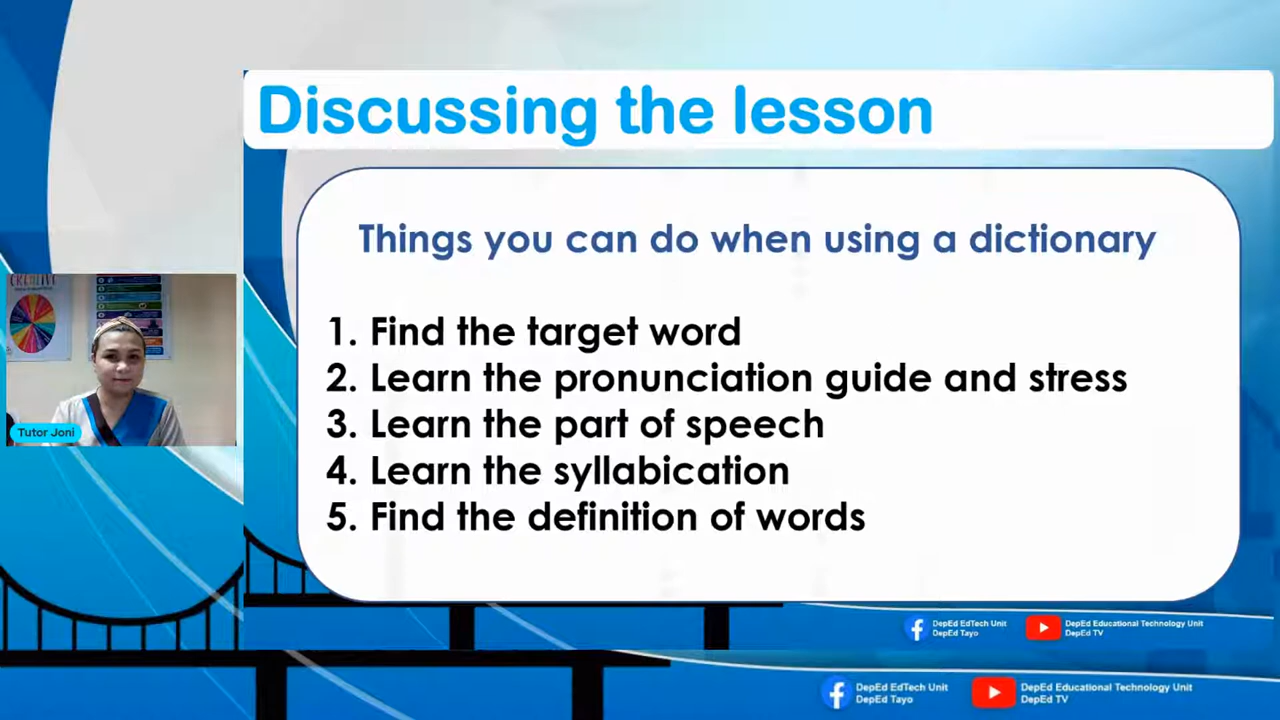 Discussing the lesson
Things you can do when using a dictionary
1. Find the target word
2. Learn the pronunciation guide and stress
3. Learn the part of speech
4. Learn the syllabication
5. Find the definition of words
CREATIVE
Tutor Joni
DepEd EdTech Unit
DepEd Tayo
DepEd Educational Technology Unit
DepEd TV
DepEd EdTech Unit
DepEd Tayo
DepEd Educational Technology Unit
DepEd TV